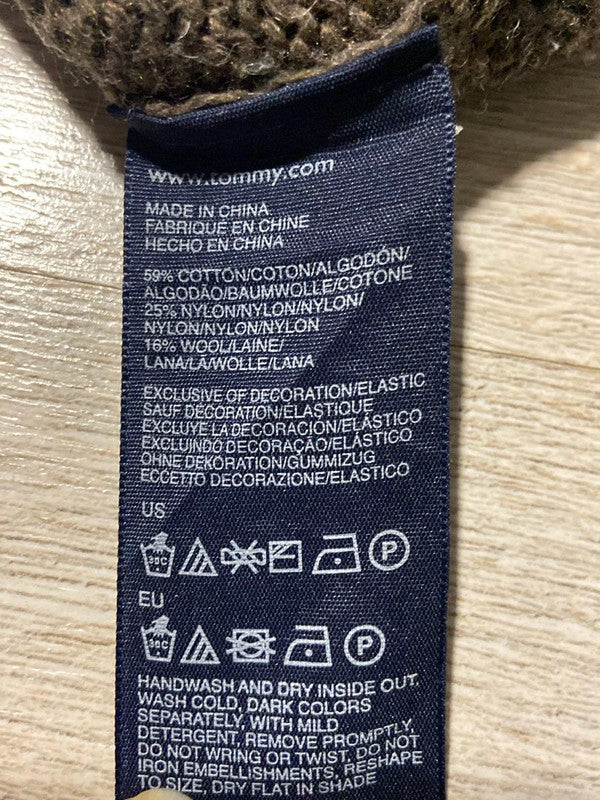 www.tommy.com
MADE IN CHINA
FABRIQUE EN CHINE
HECHO EN CHINA
59% COTTON/COTON/ALGODÓN/
ALGODÃO/BAUMWOLLE/COTONE
25% NYLON/NYLON/NYLON/
NYLON/NYLON/NYLON
16% WOOL/LAINE/
LANA/LÃ/WOLLE/LANA
EXCLUSIVE OF DECORATION/ELASTIC
SAUF DÉCORATION/ÉLASTIQUE
EXCLUYE LA DECORACIÓN/ELÁSTICO
EXCLUINDO DECORAÇÃO/ELÁSTICO
OHNE DEKORATION/GUMMIZUG
ECCETTO DECORAZIONE/ELASTICO
US
30C P
EU
30C P
HANDWASH AND DRY INSIDE OUT.
WASH COLD, DARK COLORS
SEPARATELY, WITH MILD
DETERGENT, REMOVE PROMPTLY,
DO NOT WRING OR TWIST, DO NOT
IRON EMBELLISHMENTS, RESHAPE
TO SIZE, DRY FLAT IN SHADE